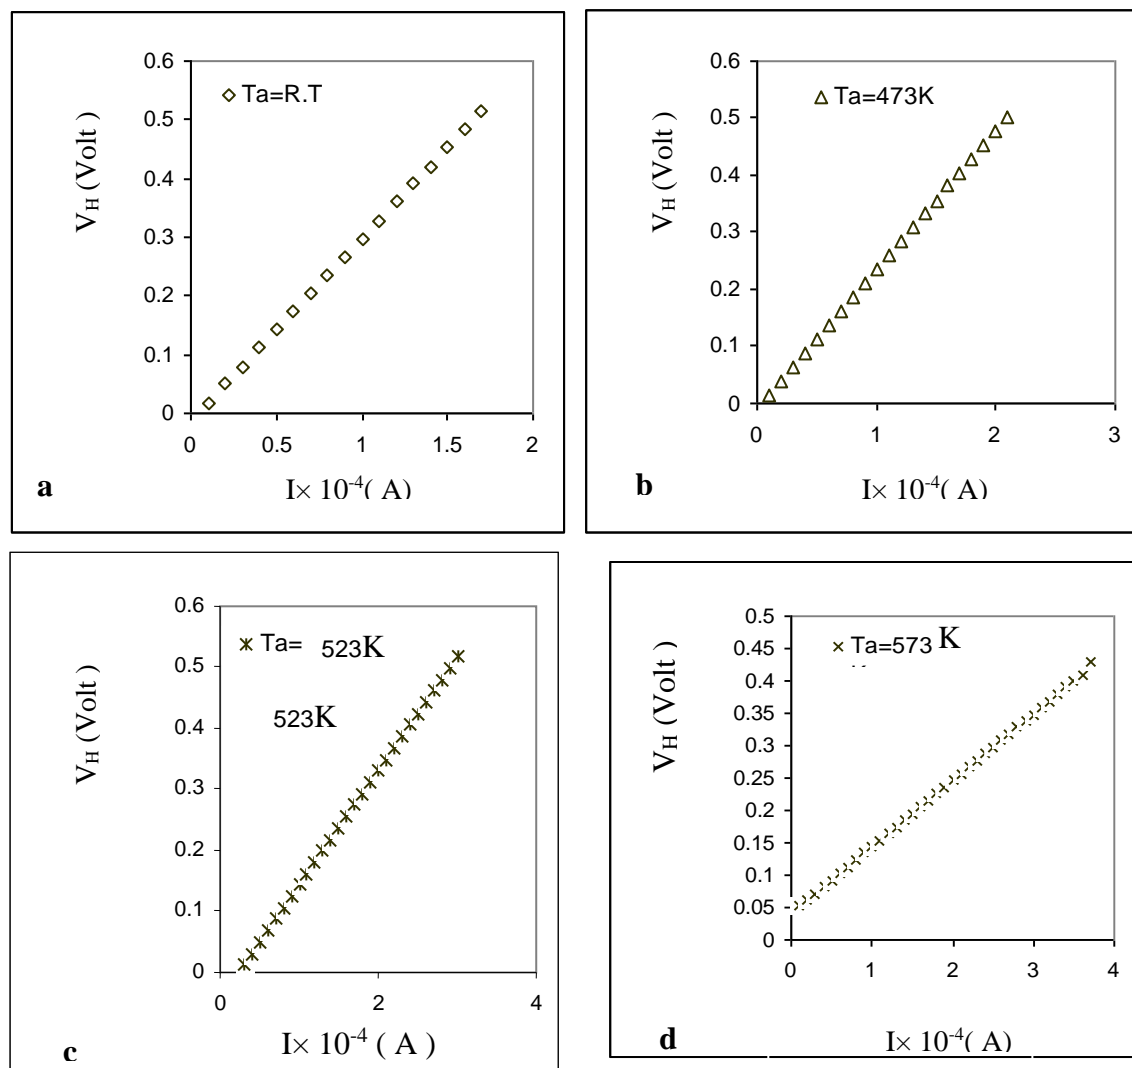 0.6
0.5
0.4
0.3
0.2
0.1
0
V_H (Volt)
Ta=R.T
0 0.5 1 1.5 2
I× 10⁻⁴( A)
a
0.6
0.5
0.4
0.3
0.2
0.1
0
V_H (Volt)
Ta=473K
0 1 2 3
I× 10⁻⁴( A)
b
0.6
0.5
0.4
0.3
0.2
0.1
0
V_H (Volt)
Ta= 523K
523K
0 2 4
I× 10⁻⁴ ( A )
c
0.5
0.45
0.4
0.35
0.3
0.25
0.2
0.15
0.1
0.05
0
V_H (Volt)
Ta=573 K
0 1 2 3 4
I× 10⁻⁴( A)
d